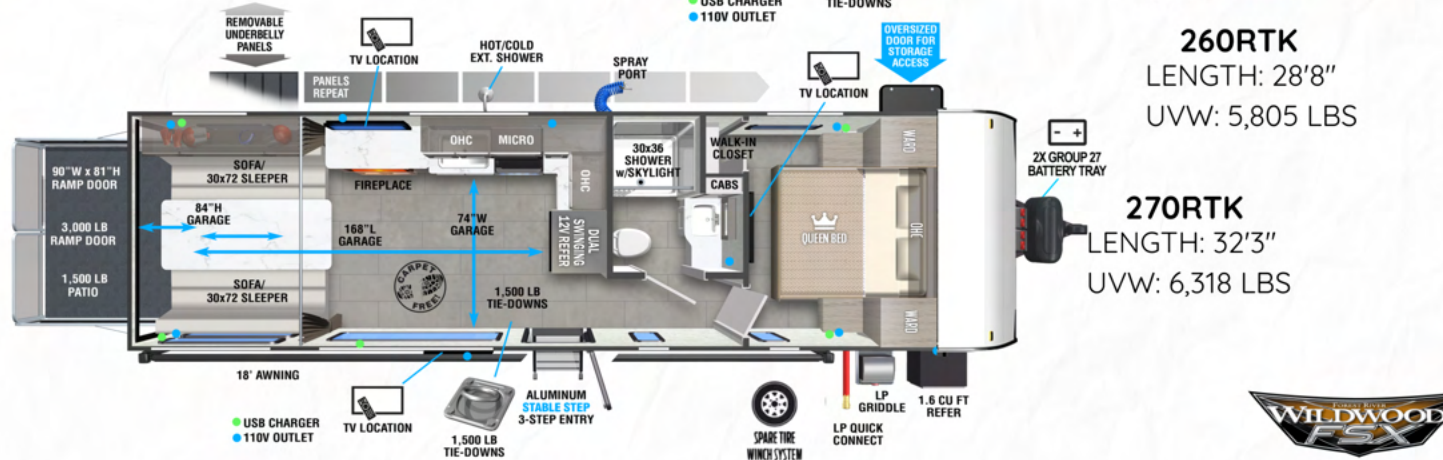 USB CHARGER
110V OUTLET
TIE-DOWNS
REMOVABLE
UNDERBELLY
PANELS
PANELS
REPEAT
TV LOCATION
HOT/COLD
EXT. SHOWER
SPRAY
PORT
TV LOCATION
OVERSIZED
DOOR FOR
STORAGE
ACCESS
260RTK
LENGTH: 28'8"
UVW: 5,805 LBS
270RTK
LENGTH: 32'3"
UVW: 6,318 LBS
2X GROUP 27
BATTERY TRAY
90"W x 81"H
RAMP DOOR
3,000 LB
RAMP DOOR
1,500 LB
PATIO
SOFA/
30x72 SLEEPER
84"H
GARAGE
168"L
GARAGE
74"W
GARAGE
SOFA/
30x72 SLEEPER
FIREPLACE
OHC
MICRO
OHC
DUAL
SWINGING
12V REFER
CARPET
FREE!
1,500 LB
TIE-DOWNS
30x36
SHOWER
w/SKYLIGHT
WALK-IN
CLOSET
CABS
QUEEN BED
WARD
OHC
WARD
18' AWNING
USB CHARGER
110V OUTLET
TV LOCATION
1,500 LB
TIE-DOWNS
ALUMINUM
STABLE STEP
3-STEP ENTRY
SPARE TIRE
WINCH SYSTEM
LP QUICK
CONNECT
LP
GRIDDLE
1.6 CU FT
REFER
FOREST RIVER
WILDWOOD
FSX